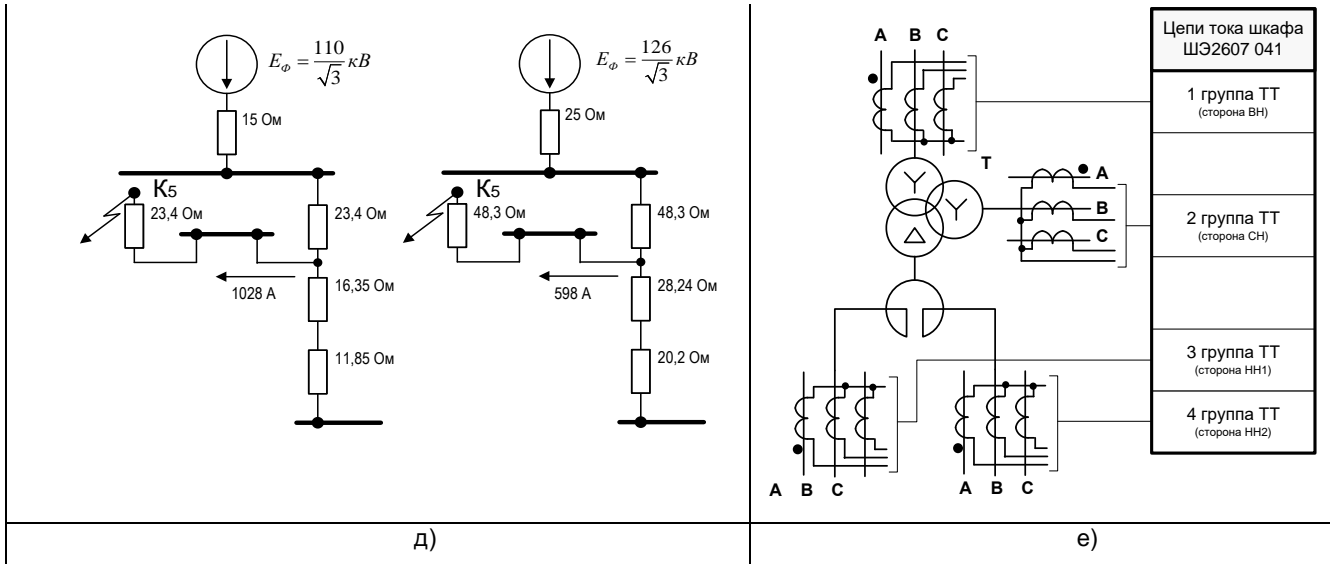 E_Ф = 110/√3 кВ
15 Ом
К5
23,4 Ом
23,4 Ом
1028 А
16,35 Ом
11,85 Ом
E_Ф = 126/√3 кВ
25 Ом
К5
48,3 Ом
48,3 Ом
598 А
28,24 Ом
20,2 Ом
д)
А В С
Т
А
В
С
А В С
А В С
Цепи тока шкафа
ШЭ2607 041
1 группа ТТ
(сторона ВН)
2 группа ТТ
(сторона СН)
3 группа ТТ
(сторона НН1)
4 группа ТТ
(сторона НН2)
е)